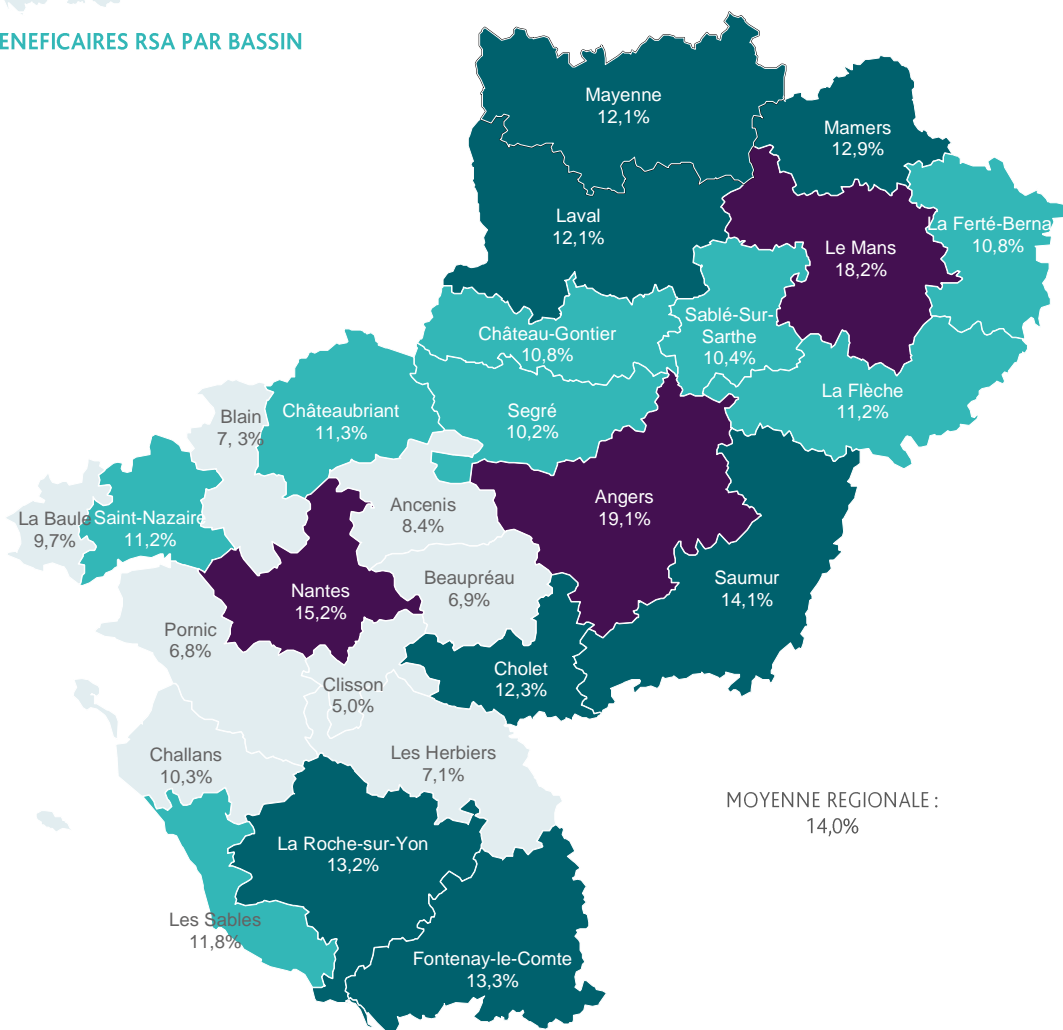 ENEFICAIRES RSA PAR BASSIN
Mayenne
12,1%
Mamers
12,9%
Laval
12,1%
La Ferté-Berna
10,8%
Le Mans
18,2%
Sablé-Sur-
Sarthe
10,4%
Château-Gontier
10,8%
La Flèche
11,2%
Segré
10,2%
Châteaubriant
11,3%
Blain
7, 3%
Ancenis
8,4%
Angers
19,1%
La Baule
9,7%
Saint-Nazaire
11,2%
Beaupréau
6,9%
Saumur
14,1%
Nantes
15,2%
Pornic
6,8%
Cholet
12,3%
Clisson
5,0%
Les Herbiers
7,1%
Challans
10,3%
MOYENNE REGIONALE :
14,0%
La Roche-sur-Yon
13,2%
Les Sables
11,8%
Fontenay-le-Comte
13,3%